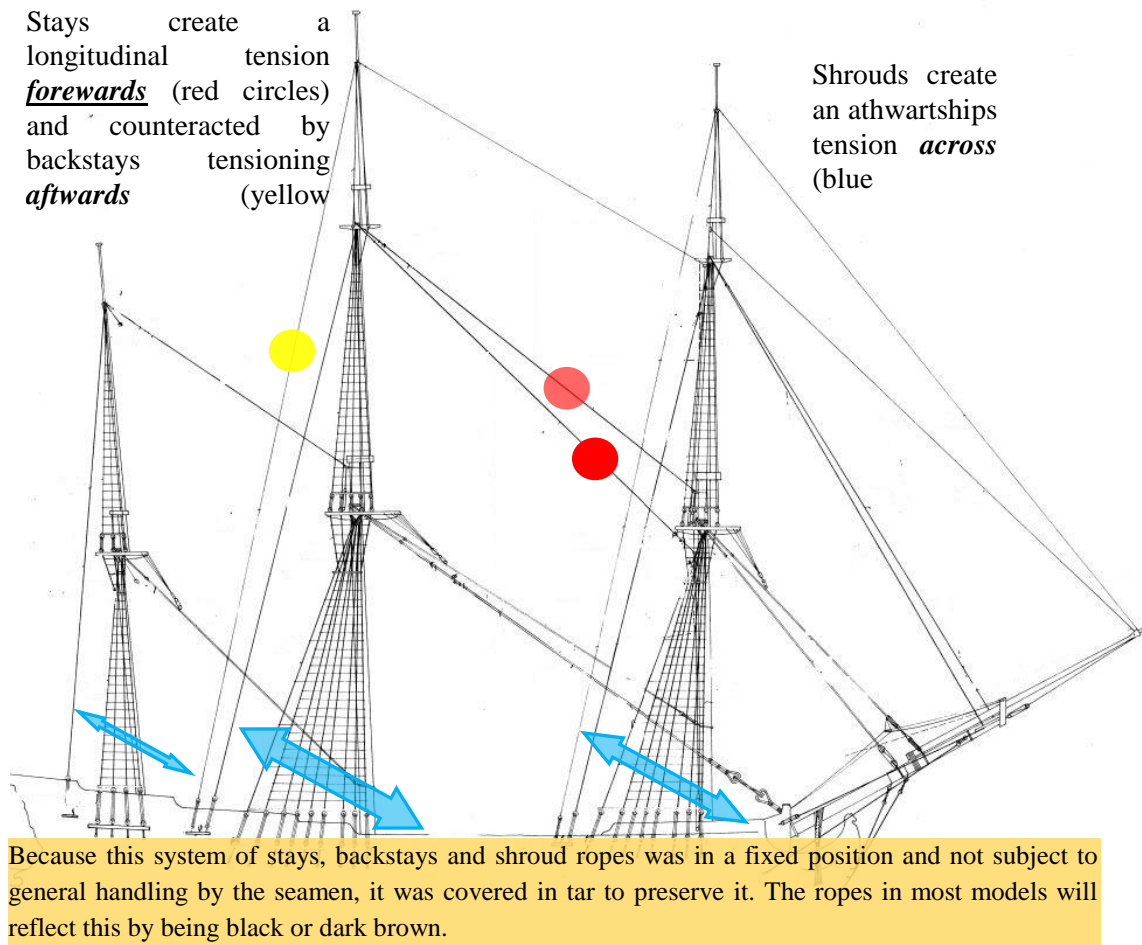 Stays create a
longitudinal tension
forewards (red circles)
and counteracted by
backstays tensioning
aftwards (yellow
Shrouds create
an athwartships
tension across
(blue
Because this system of stays, backstays and shroud ropes was in a fixed position and not subject to
general handling by the seamen, it was covered in tar to preserve it. The ropes in most models will
reflect this by being black or dark brown.